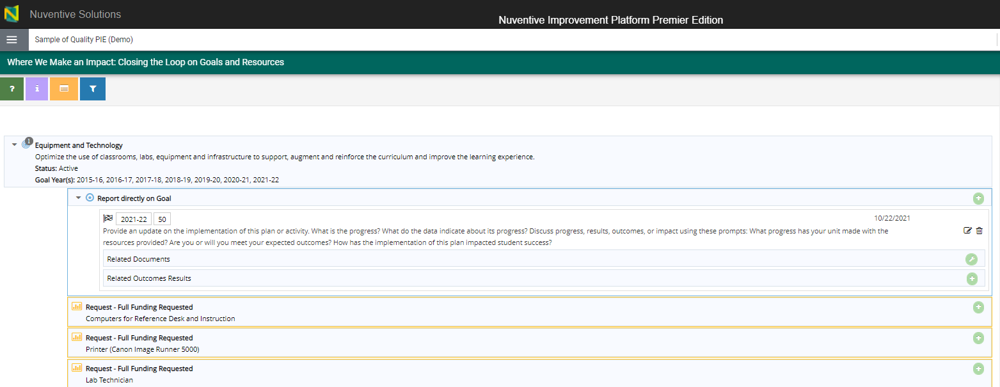 Nuventive Solutions
Nuventive Improvement Platform Premier Edition
Sample of Quality PIE (Demo)
Where We Make an Impact: Closing the Loop on Goals and Resources
? i
1
Equipment and Technology
Optimize the use of classrooms, labs, equipment and infrastructure to support, augment and reinforce the curriculum and improve the learning experience.
Status: Active
Goal Year(s): 2015-16, 2016-17, 2017-18, 2018-19, 2019-20, 2020-21, 2021-22
Report directly on Goal
2021-22 50 10/22/2021
Provide an update on the implementation of this plan or activity. What is the progress? What do the data indicate about its progress? Discuss progress, results, outcomes, or impact using these prompts: What progress has your unit made with the
resources provided? Are you or will you meet your expected outcomes? How has the implementation of this plan impacted student success?
Related Documents
Related Outcomes Results
Request - Full Funding Requested
Computers for Reference Desk and Instruction
Request - Full Funding Requested
Printer (Canon Image Runner 5000)
Request - Full Funding Requested
Lab Technician